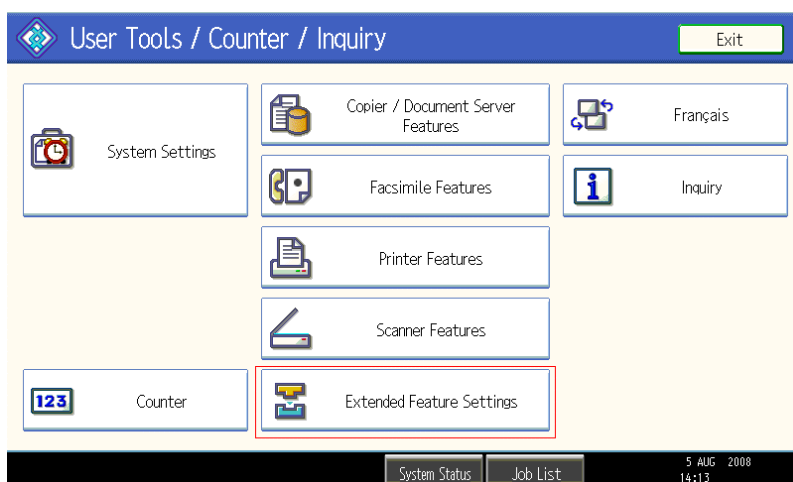 User Tools / Counter / Inquiry
Exit
System Settings
Copier / Document Server
Features
Français
Facsimile Features
Inquiry
Printer Features
Scanner Features
123
Counter
Extended Feature Settings
System Status
Job List
5 AUG 2008
14:13